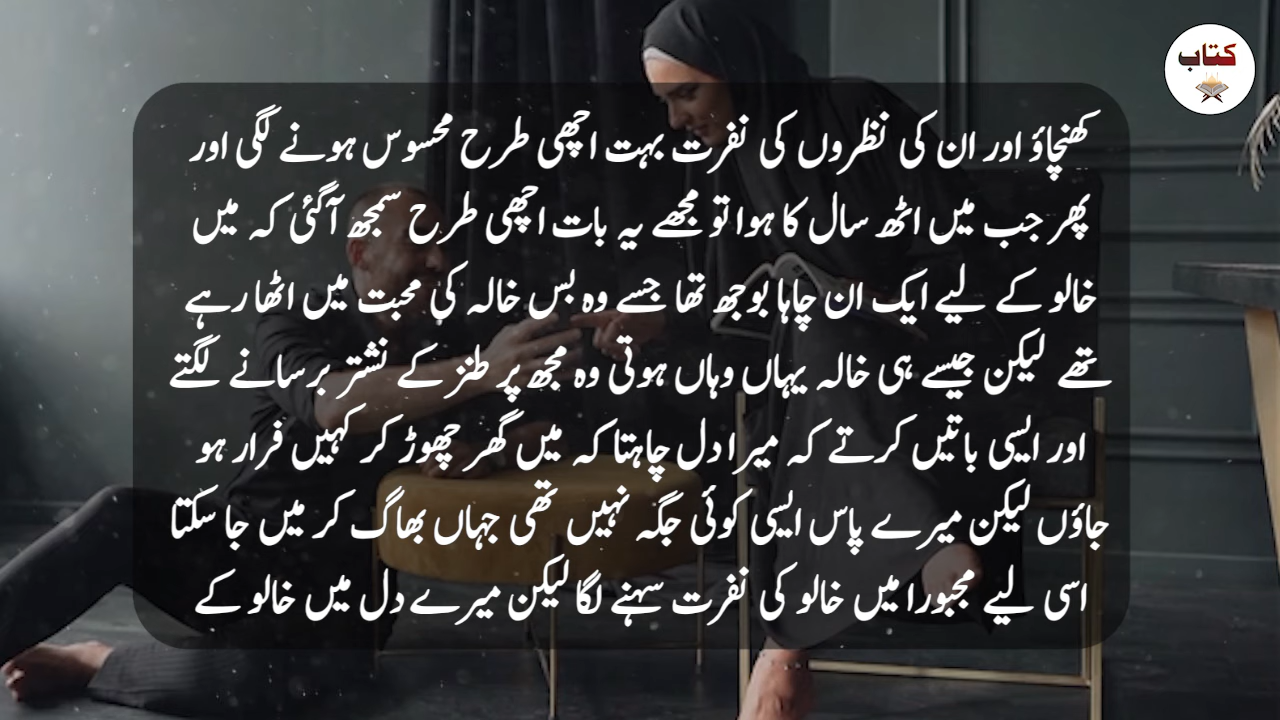 کتاب
کھنچاؤ اور ان کی نظروں کی نفرت بہت اچھی طرح محسوس ہونے لگی اور
پھر جب میں اٹھ سال کا ہوا تو مجھے یہ بات اچھی طرح سمجھ آگئی کہ میں
خالو کے لیے ایک ان چاہا بوجھ تھا جسے وہ بس خالہ کی محبت میں اٹھا رہے
تھے لیکن جیسے ہی خالہ یہاں وہاں ہوتی وہ مجھ پر طنز کے نشتر برسانے لگتے
اور ایسی باتیں کرتے کہ میرا دل چاہتا کہ میں گھر چھوڑ کر کہیں فرار ہو
جاؤں لیکن میرے پاس ایسی کوئی جگہ نہیں تھی جہاں بھاگ کر میں جا سکتا
اسی لیے مجبورا میں خالو کی نفرت سہنے لگا لیکن میرے دل میں خالو کے